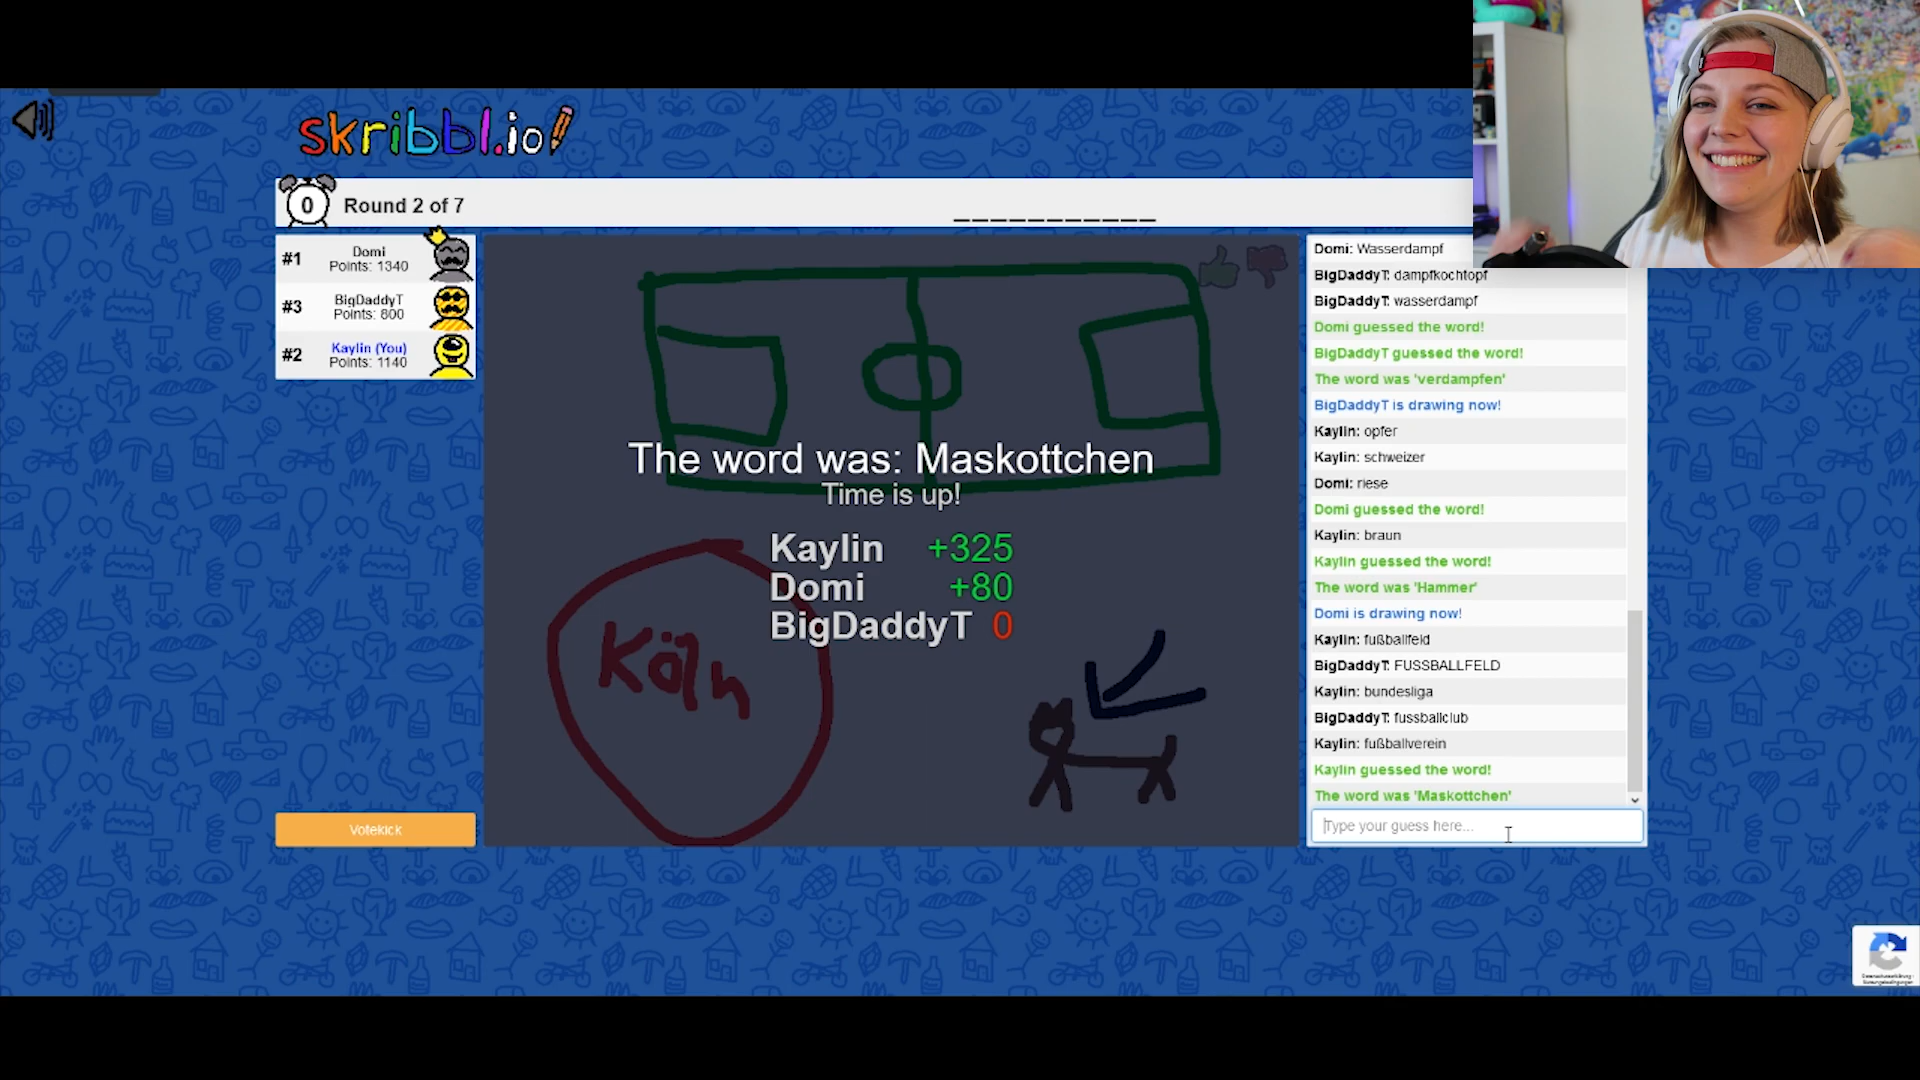 skribbl.io
0
Round 2 of 7
___________
#1
Domi
Points: 1340
#3
BigDaddyT
Points: 800
#2
Kaylin (You)
Points: 1140
The word was: Maskottchen
Time is up!
Kaylin +325
Domi +80
BigDaddyT 0
Köln
Votekick
Domi: Wasserdampf
BigDaddyT: dampfkochtopf
BigDaddyT: wasserdampf
Domi guessed the word!
BigDaddyT guessed the word!
The word was 'verdampfen'
BigDaddyT is drawing now!
Kaylin: opfer
Kaylin: schweizer
Domi: riese
Domi guessed the word!
Kaylin: braun
Kaylin guessed the word!
The word was 'Hammer'
Domi is drawing now!
Kaylin: fußballfeld
BigDaddyT: FUSSBALLFELD
Kaylin: bundesliga
BigDaddyT: fussballclub
Kaylin: fußballverein
Kaylin guessed the word!
The word was 'Maskottchen'
Type your guess here...